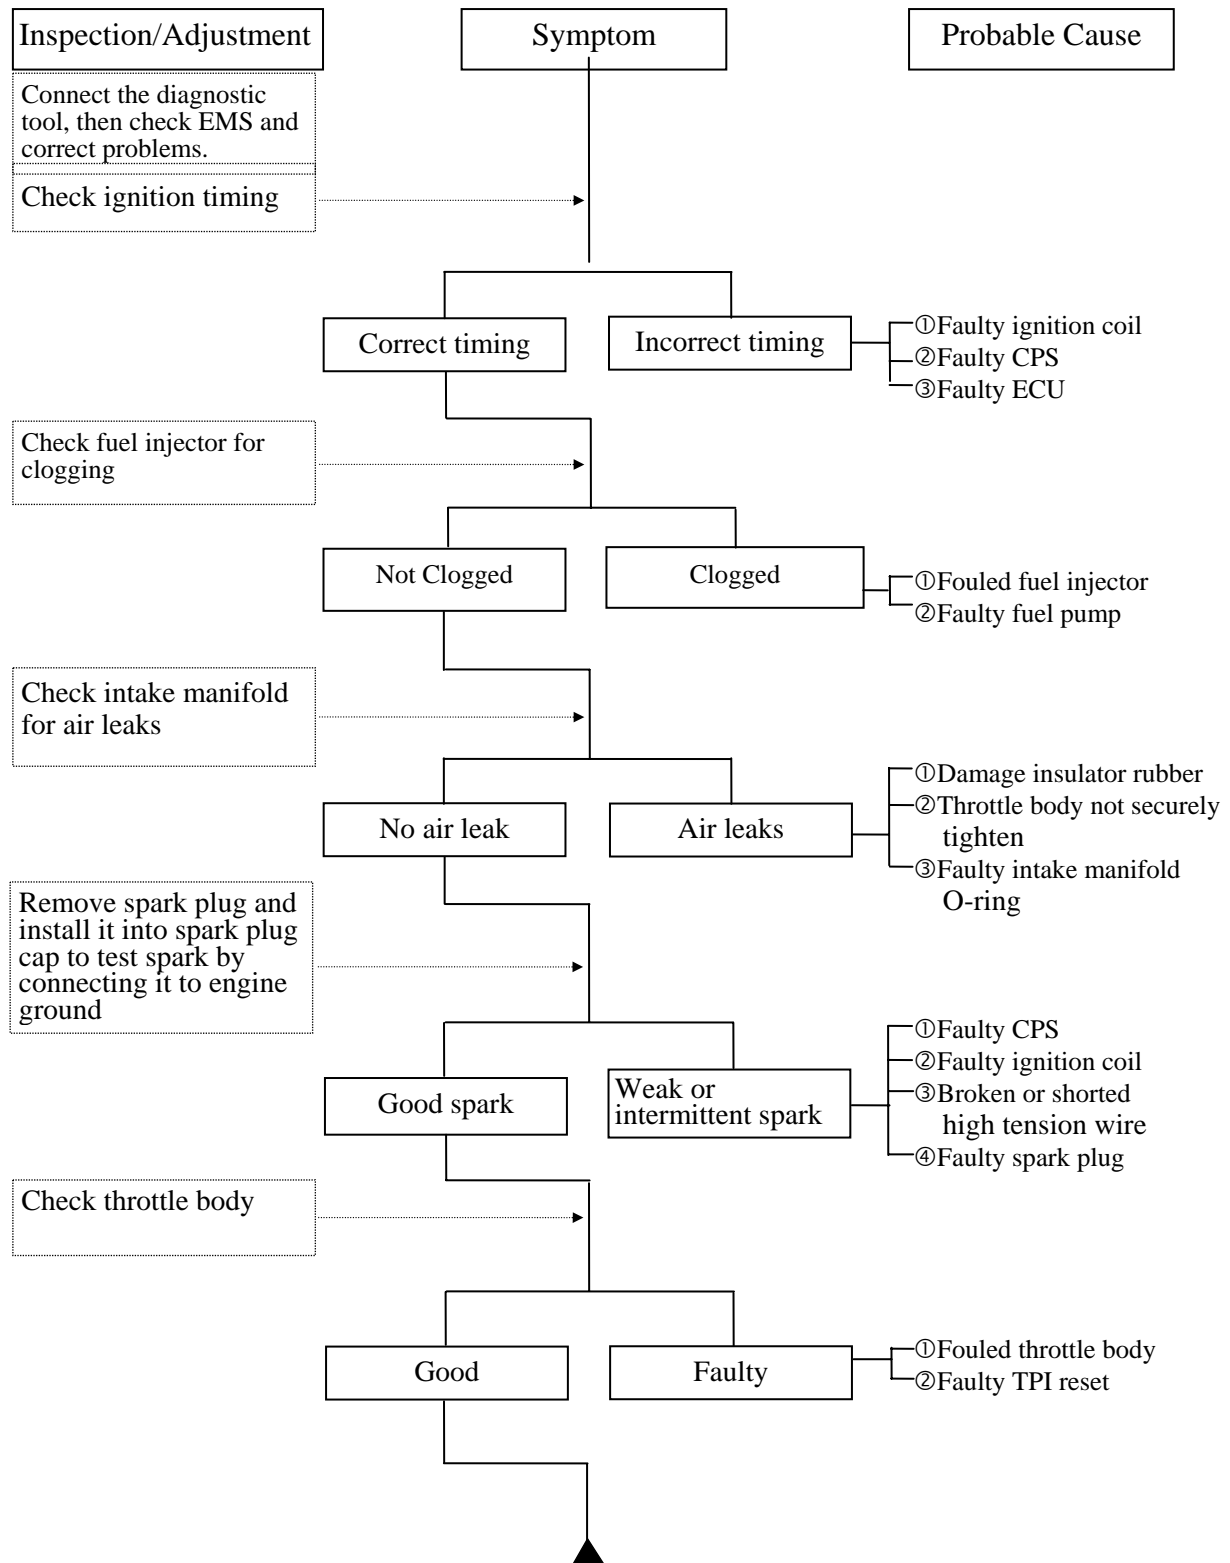 Inspection/Adjustment
Symptom
Probable Cause
Connect the diagnostic
tool, then check EMS and
correct problems.
Check ignition timing
Correct timing
Incorrect timing
①Faulty ignition coil
②Faulty CPS
③Faulty ECU
Check fuel injector for
clogging
Not Clogged
Clogged
①Fouled fuel injector
②Faulty fuel pump
Check intake manifold
for air leaks
No air leak
Air leaks
①Damage insulator rubber
②Throttle body not securely
tighten
③Faulty intake manifold
O-ring
Remove spark plug and
install it into spark plug
cap to test spark by
connecting it to engine
ground
Good spark
Weak or
intermittent spark
①Faulty CPS
②Faulty ignition coil
③Broken or shorted
high tension wire
④Faulty spark plug
Check throttle body
Good
Faulty
①Fouled throttle body
②Faulty TPI reset